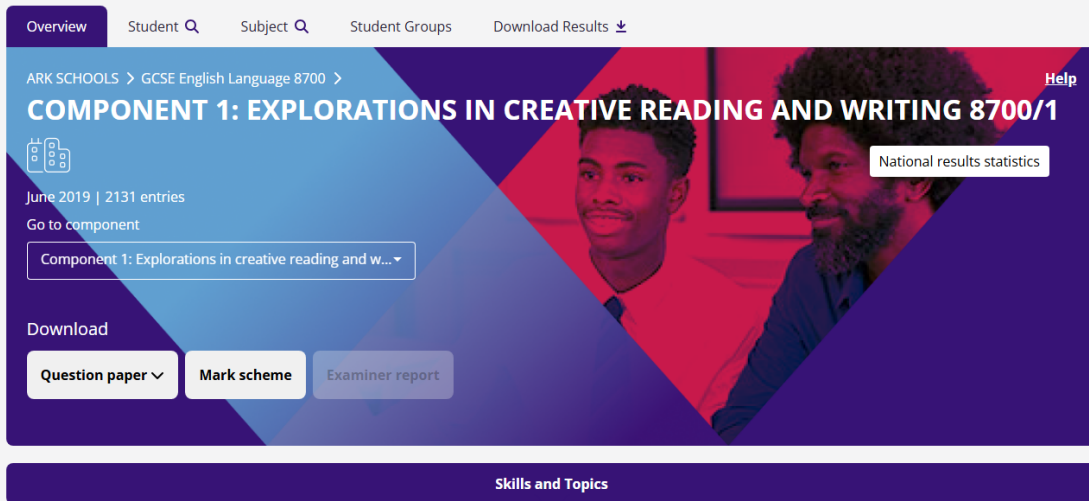 Overview Student Subject Student Groups Download Results
ARK SCHOOLS > GCSE English Language 8700 >
Help
COMPONENT 1: EXPLORATIONS IN CREATIVE READING AND WRITING 8700/1
National results statistics
June 2019 | 2131 entries
Go to component
Component 1: Explorations in creative reading and w...
Download
Question paper Mark scheme Examiner report
Skills and Topics